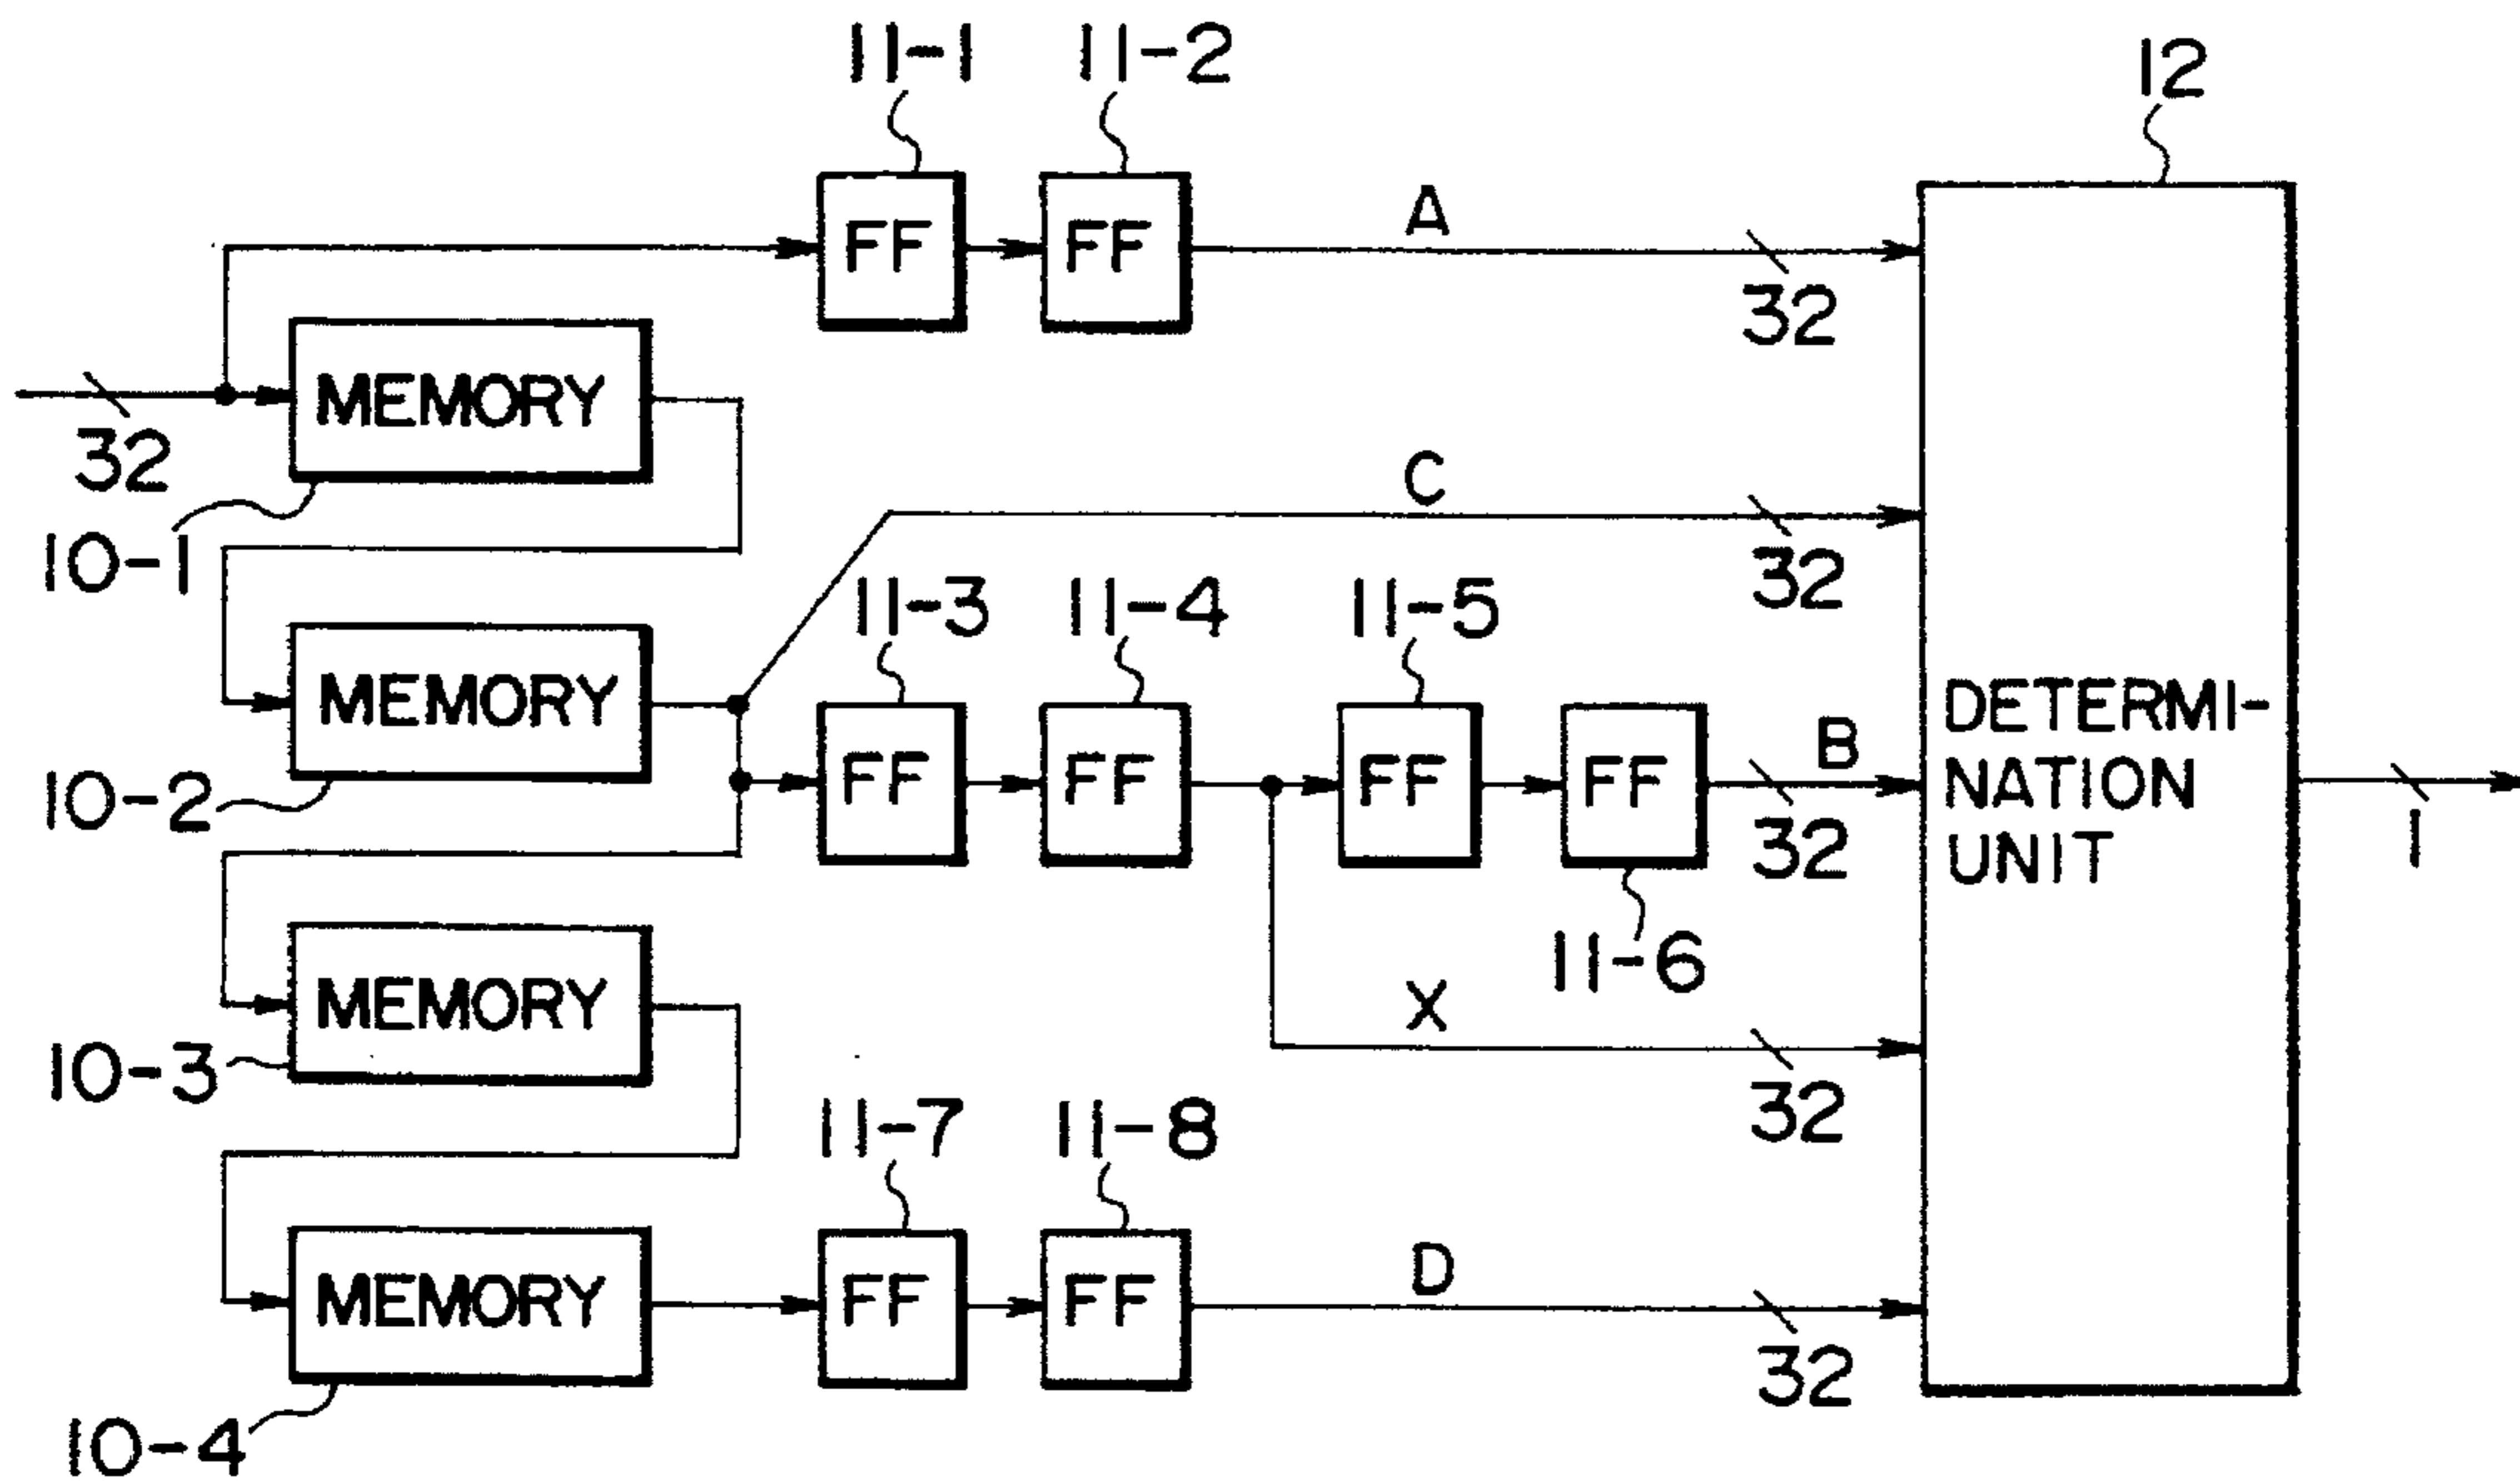 11-1
11-2
12
FF
FF
A
32
MEMORY
32
10-1
C
32
11-3
11-4
11-5
MEMORY
10-2
FF
FF
FF
FF
B
32
DETERMI-
NATION
UNIT
1
11-6
MEMORY
10-3
X
32
11-7
11-8
MEMORY
10-4
FF
FF
D
32